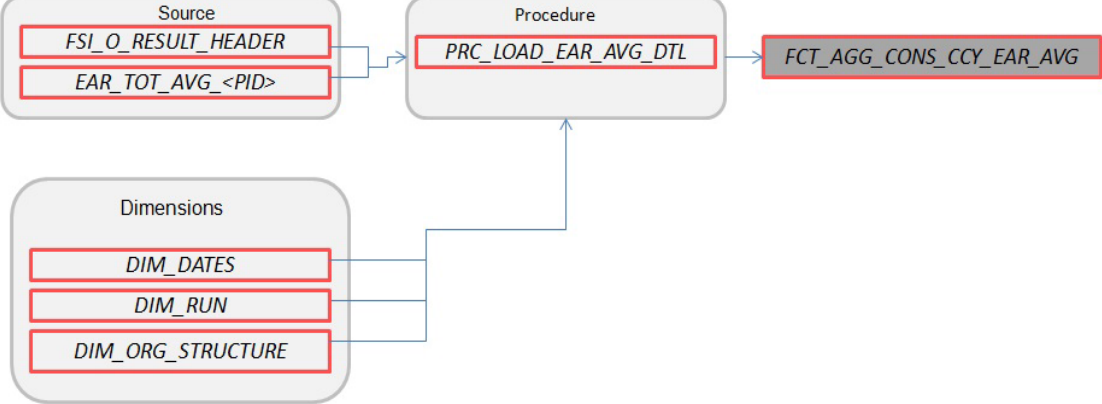 Source
FSI_O_RESULT_HEADER
EAR_TOT_AVG_<PID>
Procedure
PRC_LOAD_EAR_AVG_DTL
FCT_AGG_CONS_CCY_EAR_AVG
Dimensions
DIM_DATES
DIM_RUN
DIM_ORG_STRUCTURE